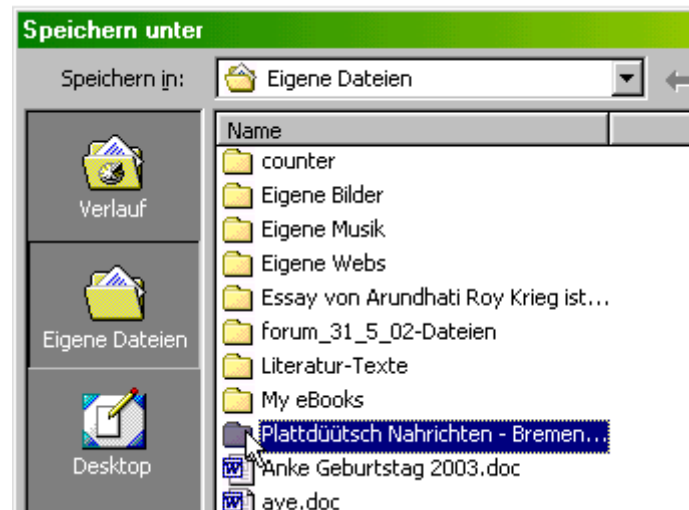 Speichern unter
Speichern in:
Eigene Dateien
Verlauf
Eigene Dateien
Desktop
Name
counter
Eigene Bilder
Eigene Musik
Eigene Webs
Essay von Arundhati Roy Krieg ist...
forum_31_5_02-Dateien
Literatur-Texte
My eBooks
Plattdüütsch Nahrichten - Bremen...
Anke Geburtstag 2003.doc
ave.doc